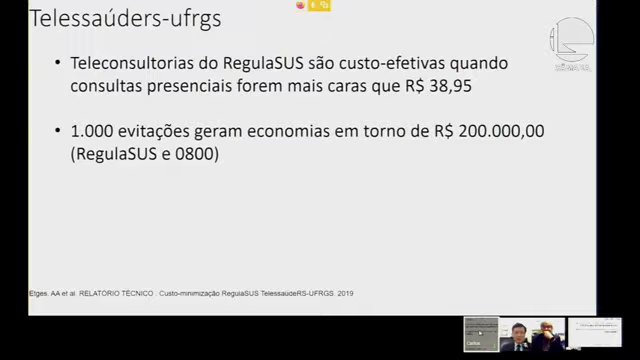 Telessaúders-ufrgs
• Teleconsultorias do RegulaSUS são custo-efetivas quando
consultas presenciais forem mais caras que R$ 38,95
• 1.000 evitações geram economias em torno de R$ 200.000,00
(RegulaSUS e 0800)
Etges. AA et al. RELATÓRIO TÉCNICO . Custo-minimização RegulaSUS TelessaúdeRS-UFRGS 2019